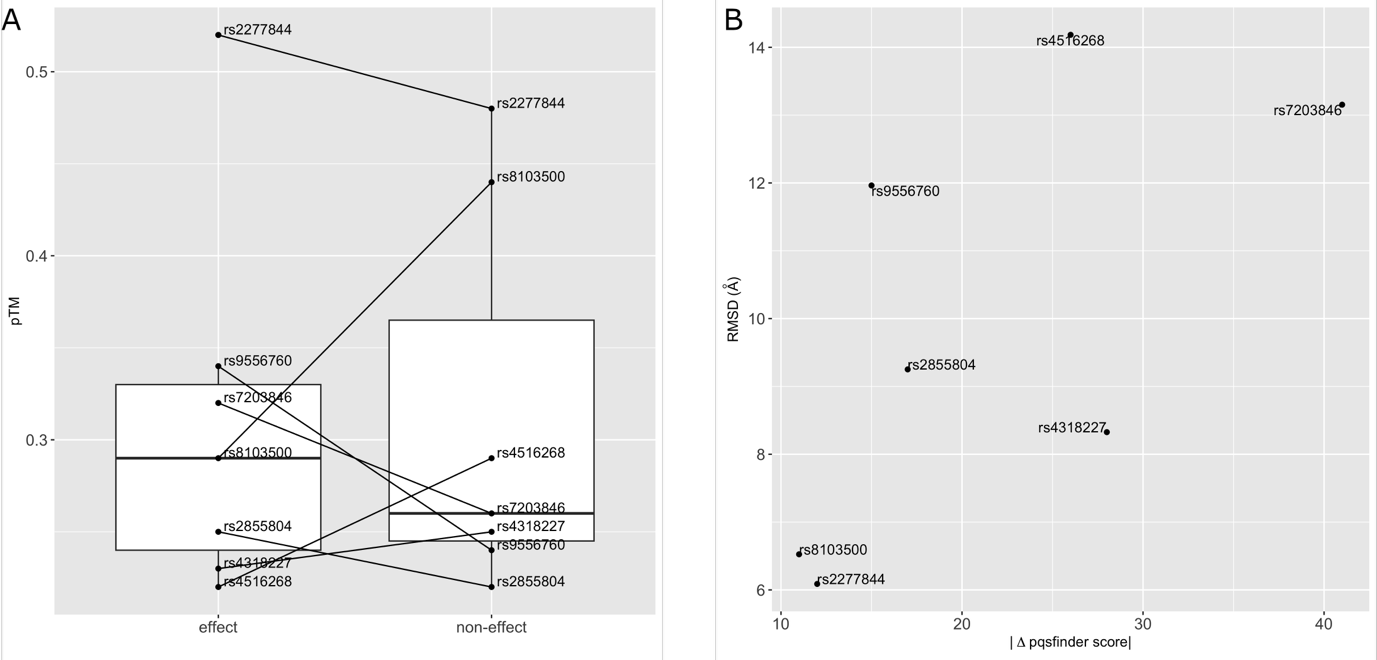 A
pTM
0.5
0.4
0.3
rs2277844
rs2277844
rs8103500
rs9556760
rs7203846
rs8103500
rs4516268
rs7203846
rs2855804
rs4318227
rs9556760
rs4318227
rs4516268
rs2855804
effect
non-effect
B
RMSD (Å)
14
12
10
8
6
rs4516268
rs7203846
rs9556760
rs2855804
rs4318227
rs8103500
rs2277844
10
20
30
40
| Δ pqsfinder score|